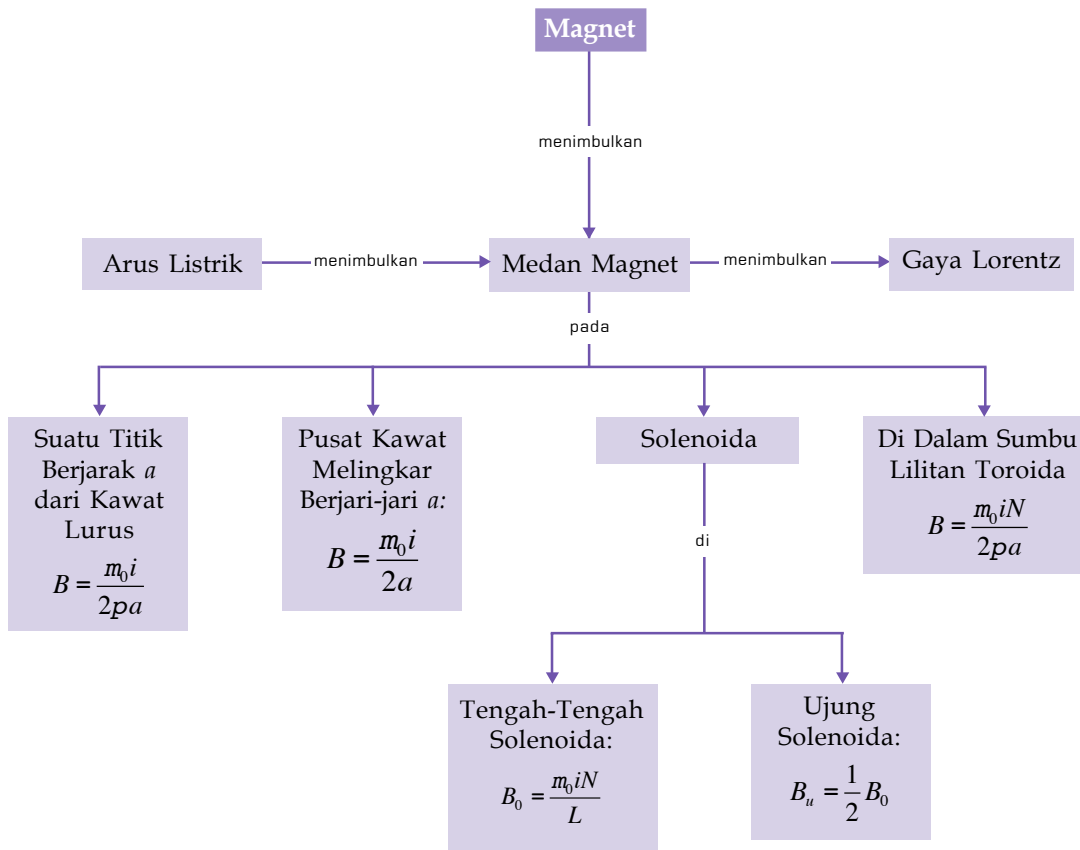 Magnet
menimbulkan
Arus Listrik
menimbulkan
Medan Magnet
menimbulkan
Gaya Lorentz
pada
Suatu Titik
Berjarak a
dari Kawat
Lurus
B = m₀i / 2pa
Pusat Kawat
Melingkar
Berjari-jari a:
B = m₀i / 2a
Solenoida
di
Di Dalam Sumbu
Lilitan Toroida
B = m₀iN / 2pa
Tengah-Tengah
Solenoida:
B₀ = m₀iN / L
Ujung
Solenoida:
Bᵤ = 1/2 B₀